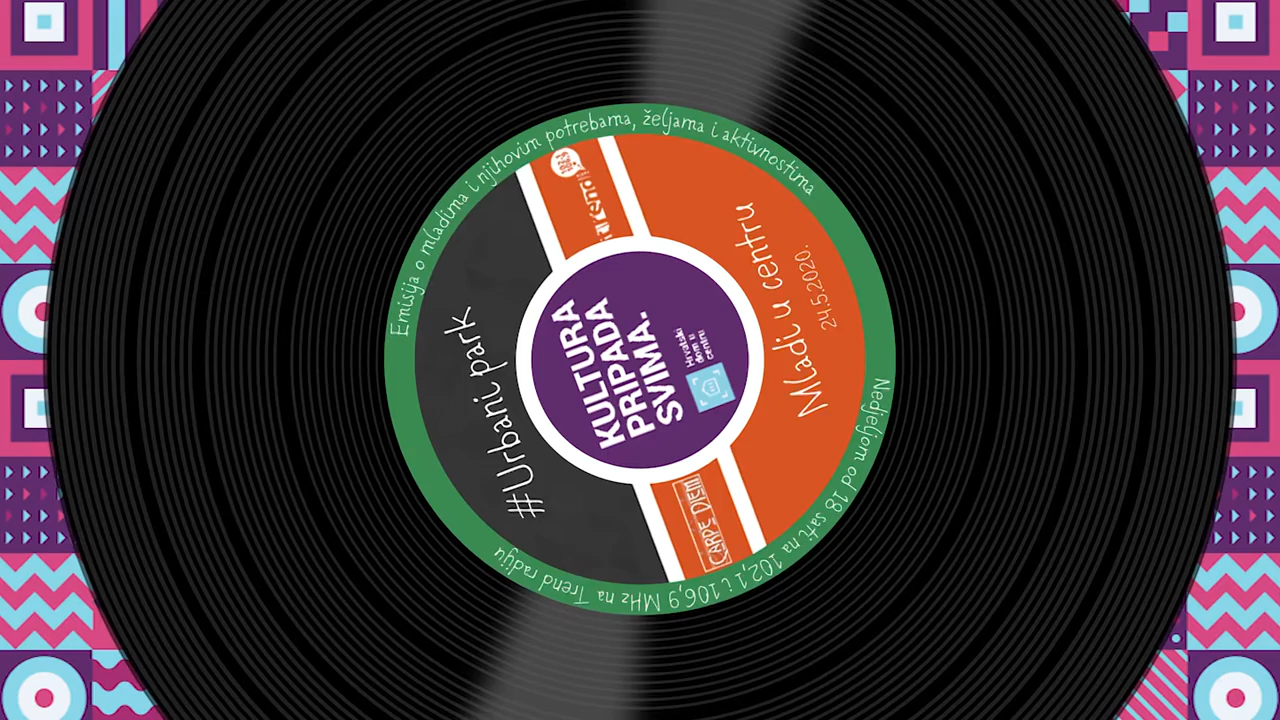 Emisija o mladima i njihovim potrebama, željama i aktivnostima
#Urbani park
KULTURA
PRIPADA
SVIMA.
Hrvatski
dom u
centru
Mladi u centru
24.5.2020.
CARPE DIEM
Nedjeljom od 18 sati na 102,1 i 106,9 MHz na Trend radiju